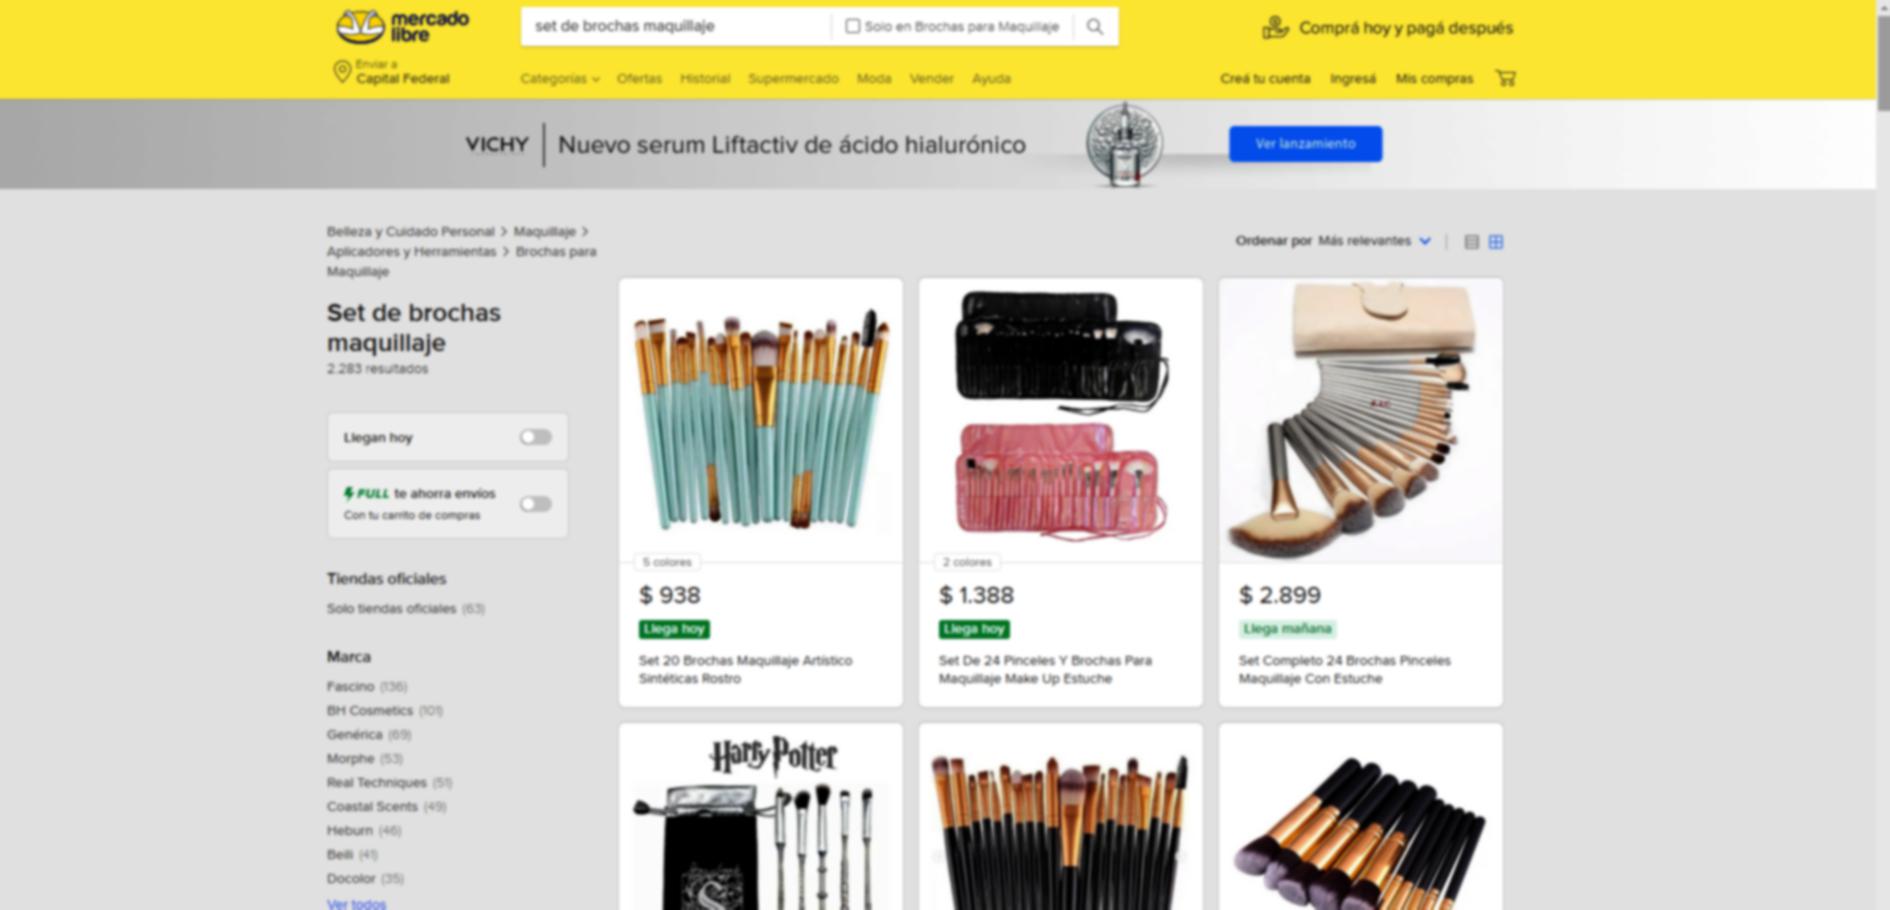 mercado
libre
set de brochas maquillaje
Solo en Brochas para Maquillaje
Comprá hoy y pagá después
Enviar a
Capital Federal
Categorías
Ofertas
Historial
Supermercado
Moda
Vender
Ayuda
Creá tu cuenta
Ingresá
Mis compras
VICHY
Nuevo serum Liftactiv de ácido hialurónico
Ver lanzamiento
Belleza y Cuidado Personal > Maquillaje >
Aplicadores y Herramientas > Brochas para
Maquillaje
Ordenar por Más relevantes
Set de brochas
maquillaje
2.283 resultados
Llegan hoy
FULL te ahorra envíos
Con tu carrito de compras
Tiendas oficiales
Solo tiendas oficiales (63)
Marca
Fascino (136)
BH Cosmetics (101)
Genérica (69)
Morphe (53)
Real Techniques (51)
Coastal Scents (49)
Heburn (46)
Beili (41)
Docolor (35)
Ver todos
5 colores
$ 938
Llega hoy
Set 20 Brochas Maquillaje Artístico
Sintéticas Rostro
2 colores
$ 1.388
Llega hoy
Set De 24 Pinceles Y Brochas Para
Maquillaje Make Up Estuche
$ 2.899
Llega mañana
Set Completo 24 Brochas Pinceles
Maquillaje Con Estuche
Harry Potter